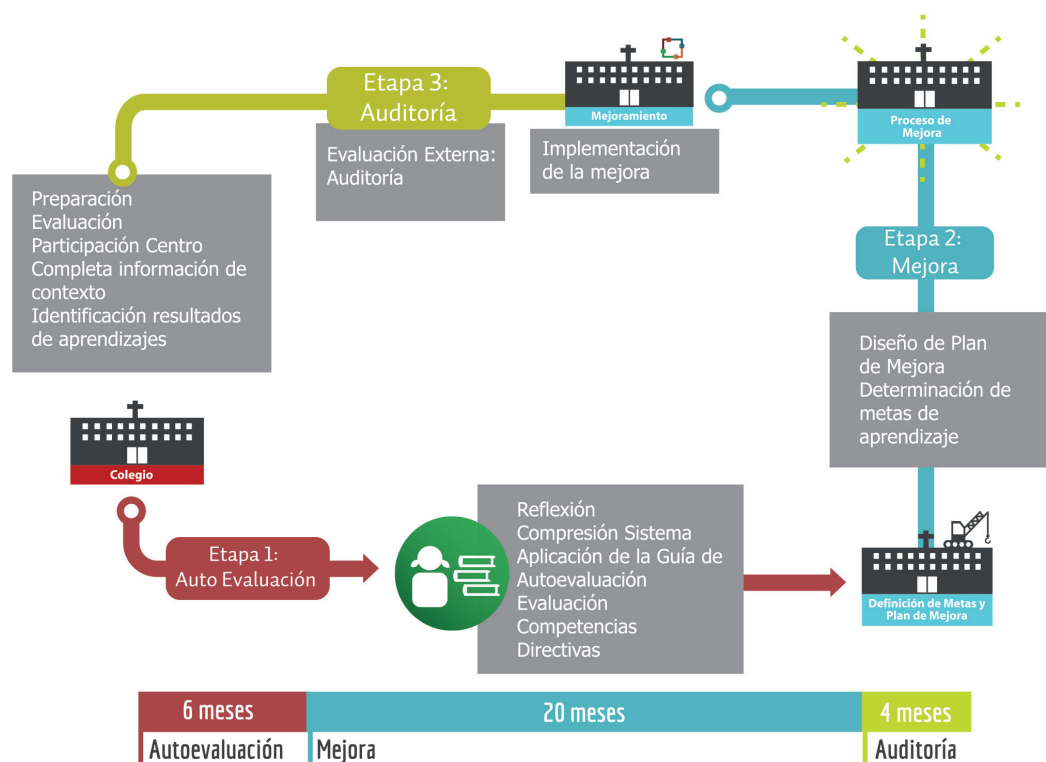 Etapa 3:
Auditoría
Mejoramiento
Proceso de
Mejora
Evaluación Externa:
Auditoría
Implementación
de la mejora
Preparación
Evaluación
Participación Centro
Completa información de
contexto
Identificación resultados
de aprendizajes
Etapa 2:
Mejora
Diseño de Plan
de Mejora
Determinación de
metas de
aprendizaje
Colegio
Etapa 1:
Auto Evaluación
Reflexión
Compresión Sistema
Aplicación de la Guía de
Autoevaluación
Evaluación
Competencias
Directivas
Definición de Metas y
Plan de Mejora
6 meses
20 meses
4 meses
Autoevaluación
Mejora
Auditoría